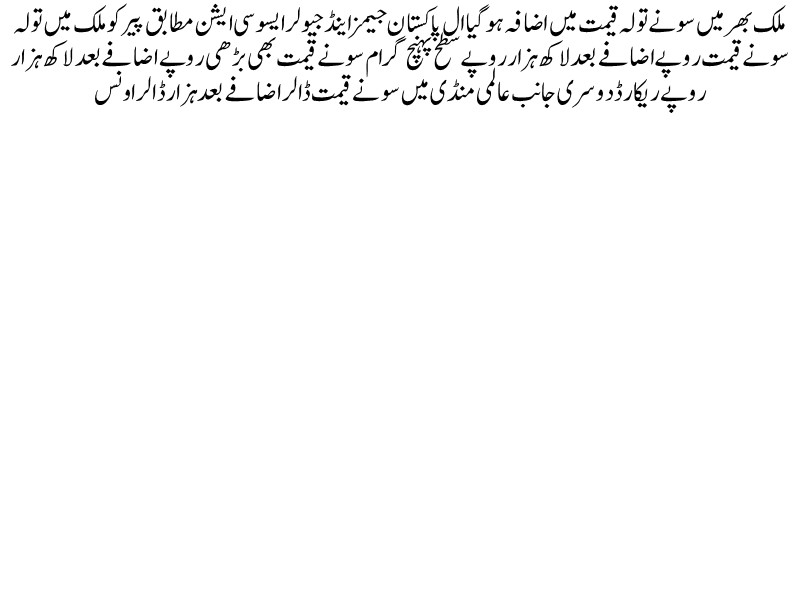 ملک بھر میں سونے تولہ قیمت میں اضافہ ہو گیا ال پاکستان جیمز اینڈ جیولر ایسوسی ایشن مطابق پیر کو ملک میں تولہ
سونے قیمت روپے اضافے بعد لاکھ ہزار روپے سطح پہنچ گرام سونے قیمت بھی بڑھی روپے اضافے بعد لاکھ ہزار
روپے ریکارڈ دوسری جانب عالمی منڈی میں سونے قیمت ڈالر اضافے بعد ہزار ڈالر اونس